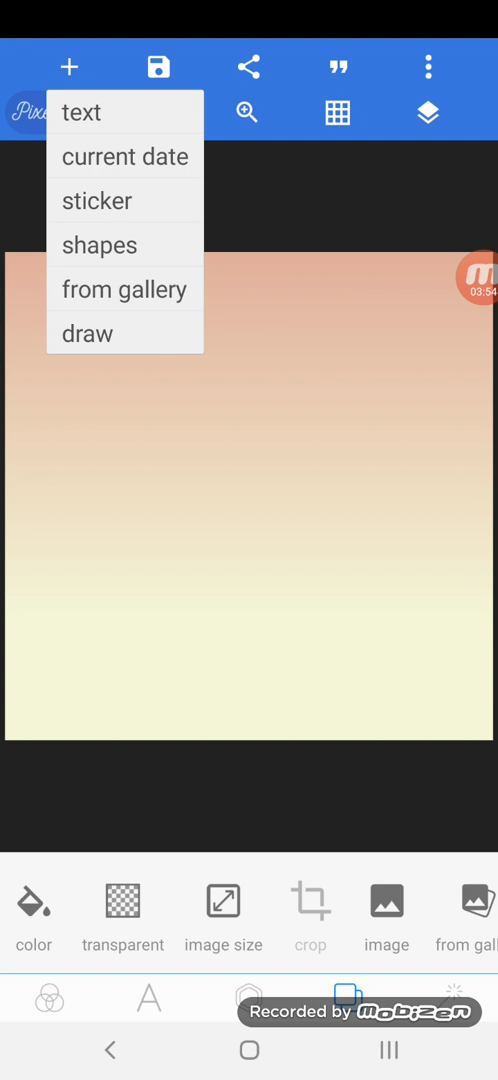 Pixe
text
current date
sticker
shapes
from gallery
draw
03:54
color
transparent
image size
crop
image
from gall
Recorded by mobizen